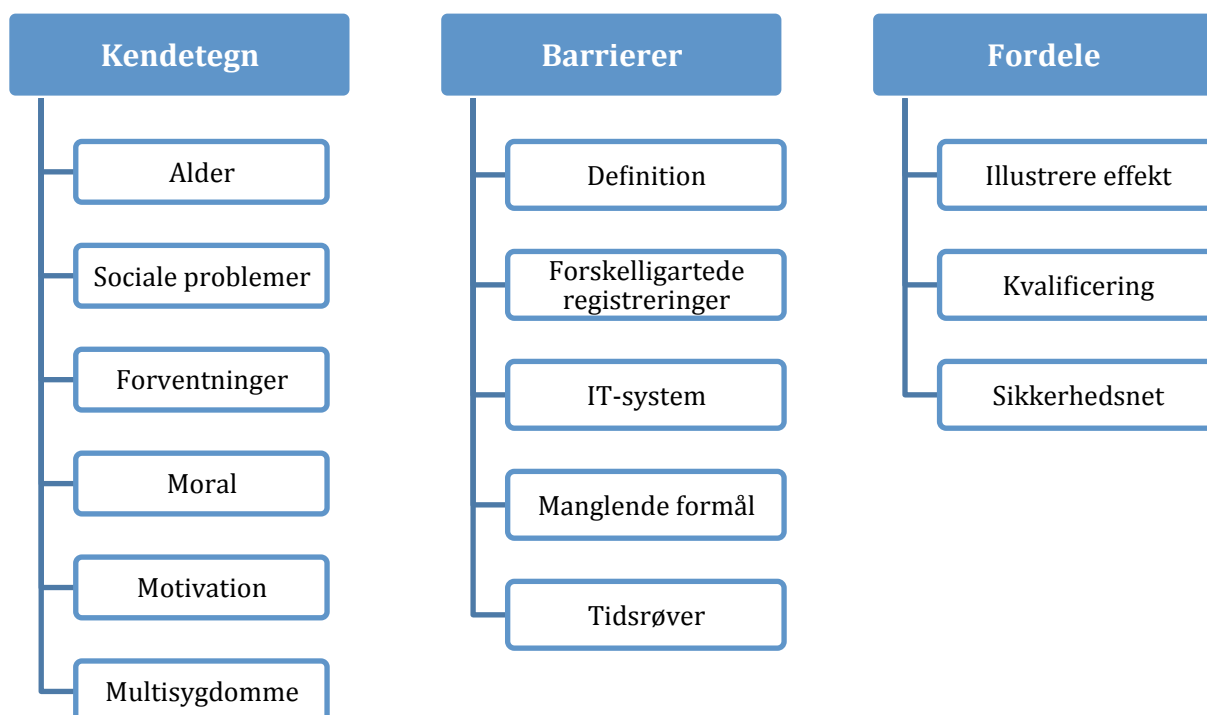 Kendetegn
Alder
Sociale problemer
Forventninger
Moral
Motivation
Multisygdomme
Barrierer
Definition
Forskelligartede
registreringer
IT-system
Manglende formål
Tidsrøver
Fordele
Illustrere effekt
Kvalificering
Sikkerhedsnet